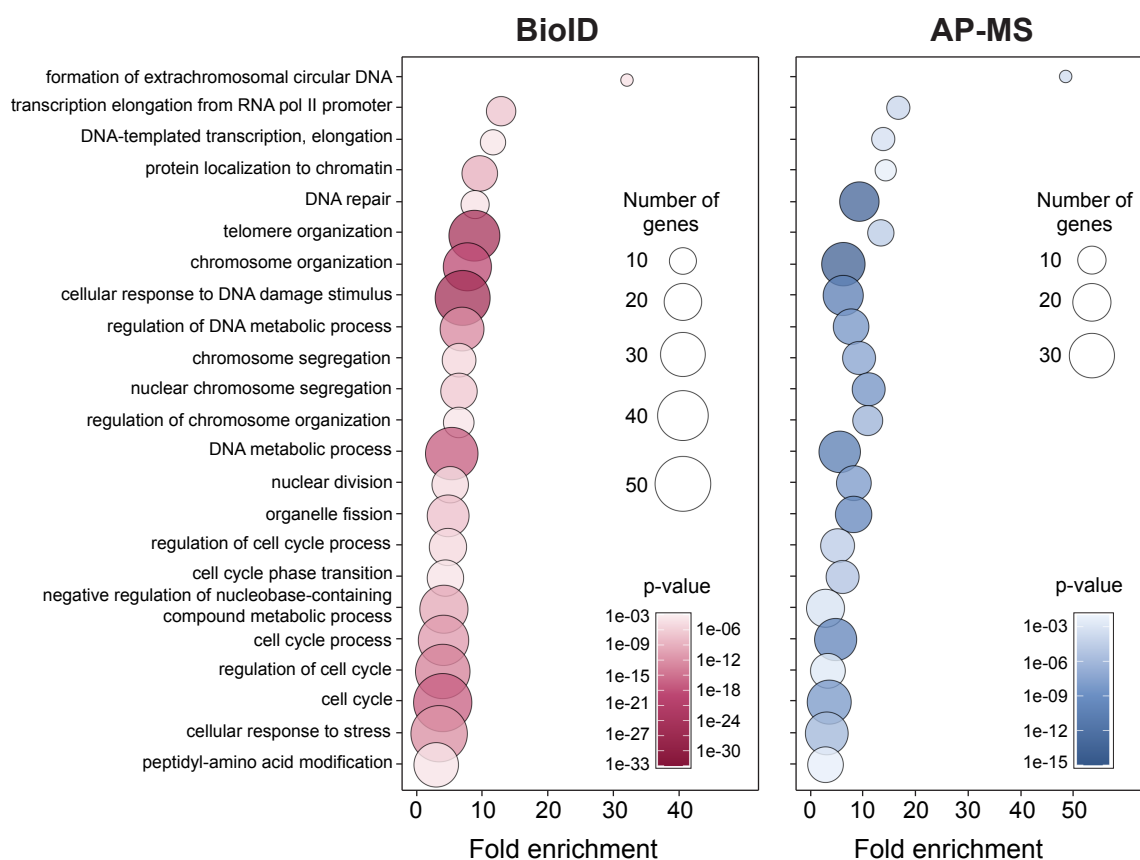 BioID
AP-MS
formation of extrachromosomal circular DNA
transcription elongation from RNA pol II promoter
DNA-templated transcription, elongation
protein localization to chromatin
DNA repair
telomere organization
chromosome organization
cellular response to DNA damage stimulus
regulation of DNA metabolic process
chromosome segregation
nuclear chromosome segregation
regulation of chromosome organization
DNA metabolic process
nuclear division
organelle fission
regulation of cell cycle process
cell cycle phase transition
negative regulation of nucleobase-containing
compound metabolic process
cell cycle process
regulation of cell cycle
cell cycle
cellular response to stress
peptidyl-amino acid modification
Number of
genes
10
20
30
40
50
p-value
1e-03
1e-06
1e-09
1e-12
1e-15
1e-18
1e-21
1e-24
1e-27
1e-30
1e-33
0 10 20 30 40
Fold enrichment
Number of
genes
10
20
30
p-value
1e-03
1e-06
1e-09
1e-12
1e-15
0 10 20 30 40 50
Fold enrichment